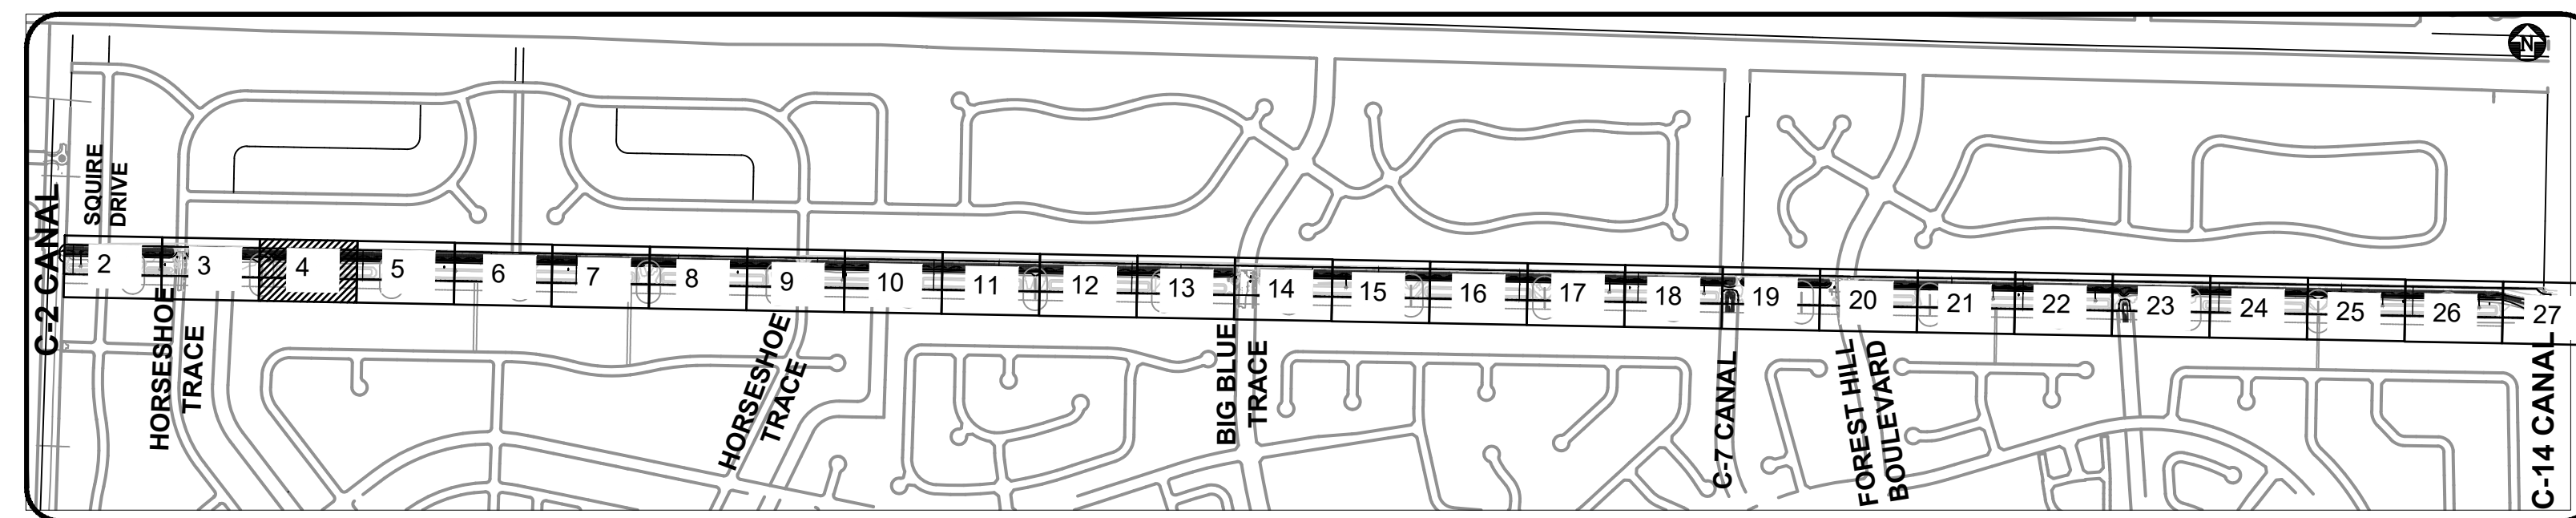 N
C-2 CANAL
SQUIRE
DRIVE
2
3
4
5
6
7
8
9
10
11
12
13
14
15
16
17
18
19
20
21
22
23
24
25
26
27
HORSESHOE
TRACE
HORSESHOE
TRACE
BIG BLUE
TRACE
C-7 CANAL
FOREST HILL
BOULEVARD
C-14 CANAL